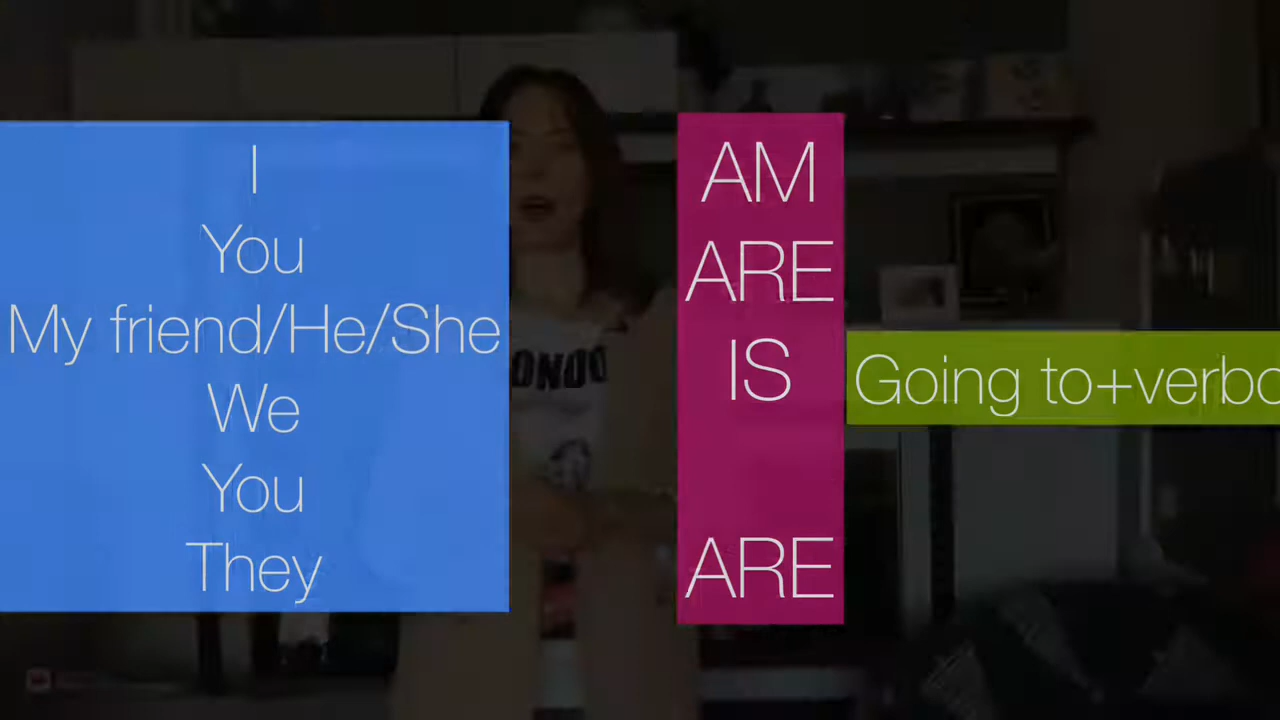 I
You
My friend/He/She
We
You
They
AM
ARE
IS
ARE
Going to+verbo